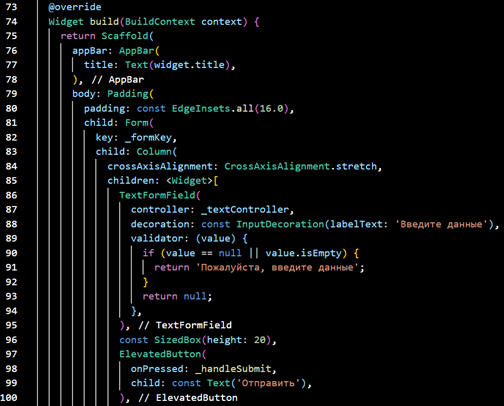 73 @override
74 Widget build(BuildContext context) {
75 return Scaffold(
76 appBar: AppBar(
77 title: Text(widget.title),
78 ), // AppBar
79 body: Padding(
80 padding: const EdgeInsets.all(16.0),
81 child: Form(
82 key: _formKey,
83 child: Column(
84 crossAxisAlignment: CrossAxisAlignment.stretch,
85 children: <Widget>[
86 TextFormField(
87 controller: _textController,
88 decoration: const InputDecoration(labelText: 'Введите данные'),
89 validator: (value) {
90 if (value == null || value.isEmpty) {
91 return 'Пожалуйста, введите данные';
92 }
93 return null;
94 },
95 ), // TextFormField
96 const SizedBox(height: 20),
97 ElevatedButton(
98 onPressed: _handleSubmit,
99 child: const Text('Отправить'),
100 ), // ElevatedButton